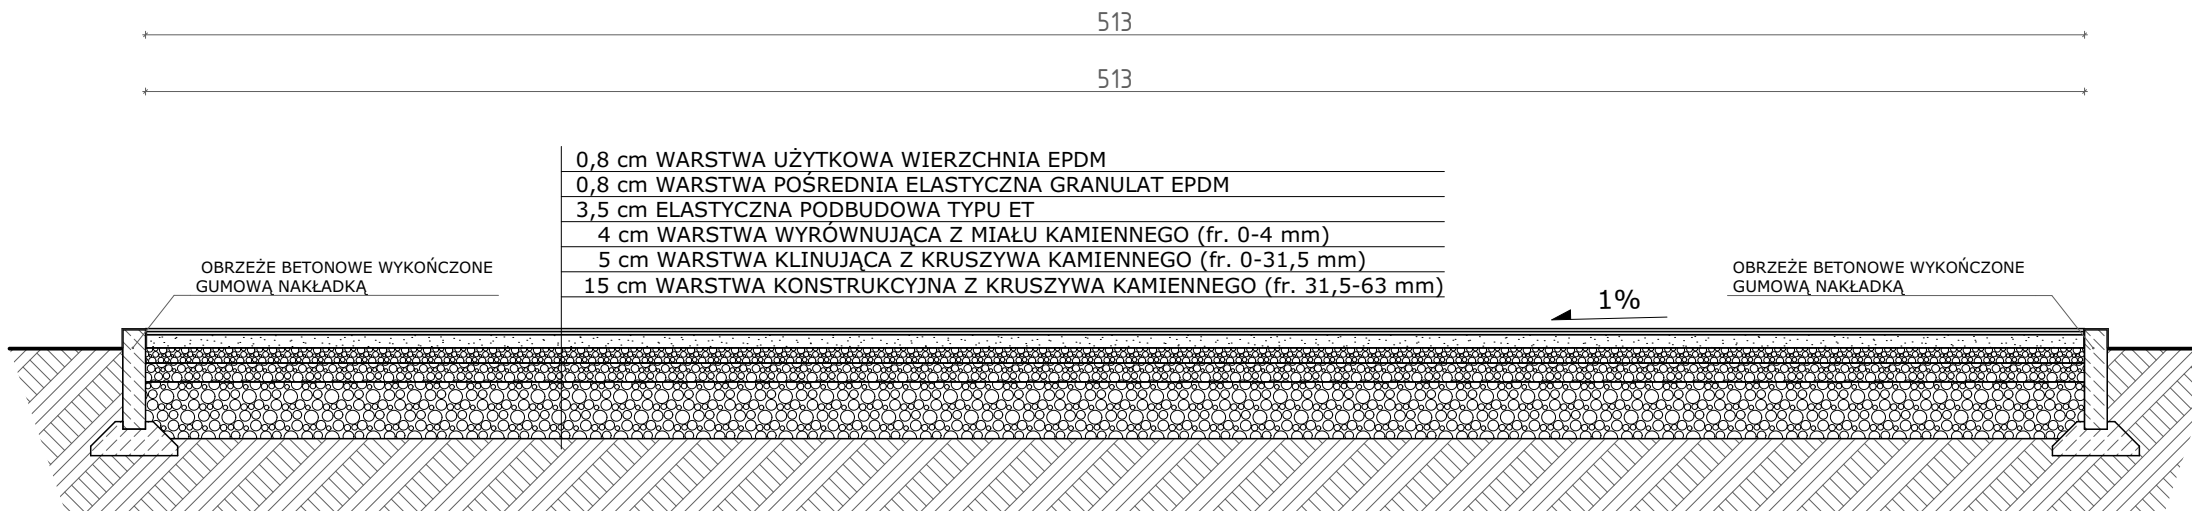 513
513
0,8 cm WARSTWA UŻYTKOWA WIERZCHNIA EPDM
0,8 cm WARSTWA POŚREDNIA ELASTYCZNA GRANULAT EPDM
3,5 cm ELASTYCZNA PODBUDOWA TYPU ET
4 cm WARSTWA WYRÓWNUJĄCA Z MIAŁU KAMIENNEGO (fr. 0-4 mm)
5 cm WARSTWA KLINUJĄCA Z KRUSZYWA KAMIENNEGO (fr. 0-31,5 mm)
15 cm WARSTWA KONSTRUKCYJNA Z KRUSZYWA KAMIENNEGO (fr. 31,5-63 mm)
OBRZEŻE BETONOWE WYKOŃCZONE
GUMOWĄ NAKŁADKĄ
OBRZEŻE BETONOWE WYKOŃCZONE
GUMOWĄ NAKŁADKĄ
1%